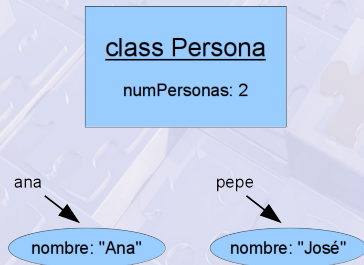 class Persona
numPersonas: 2
ana
pepe
nombre: "Ana"
nombre: "José"